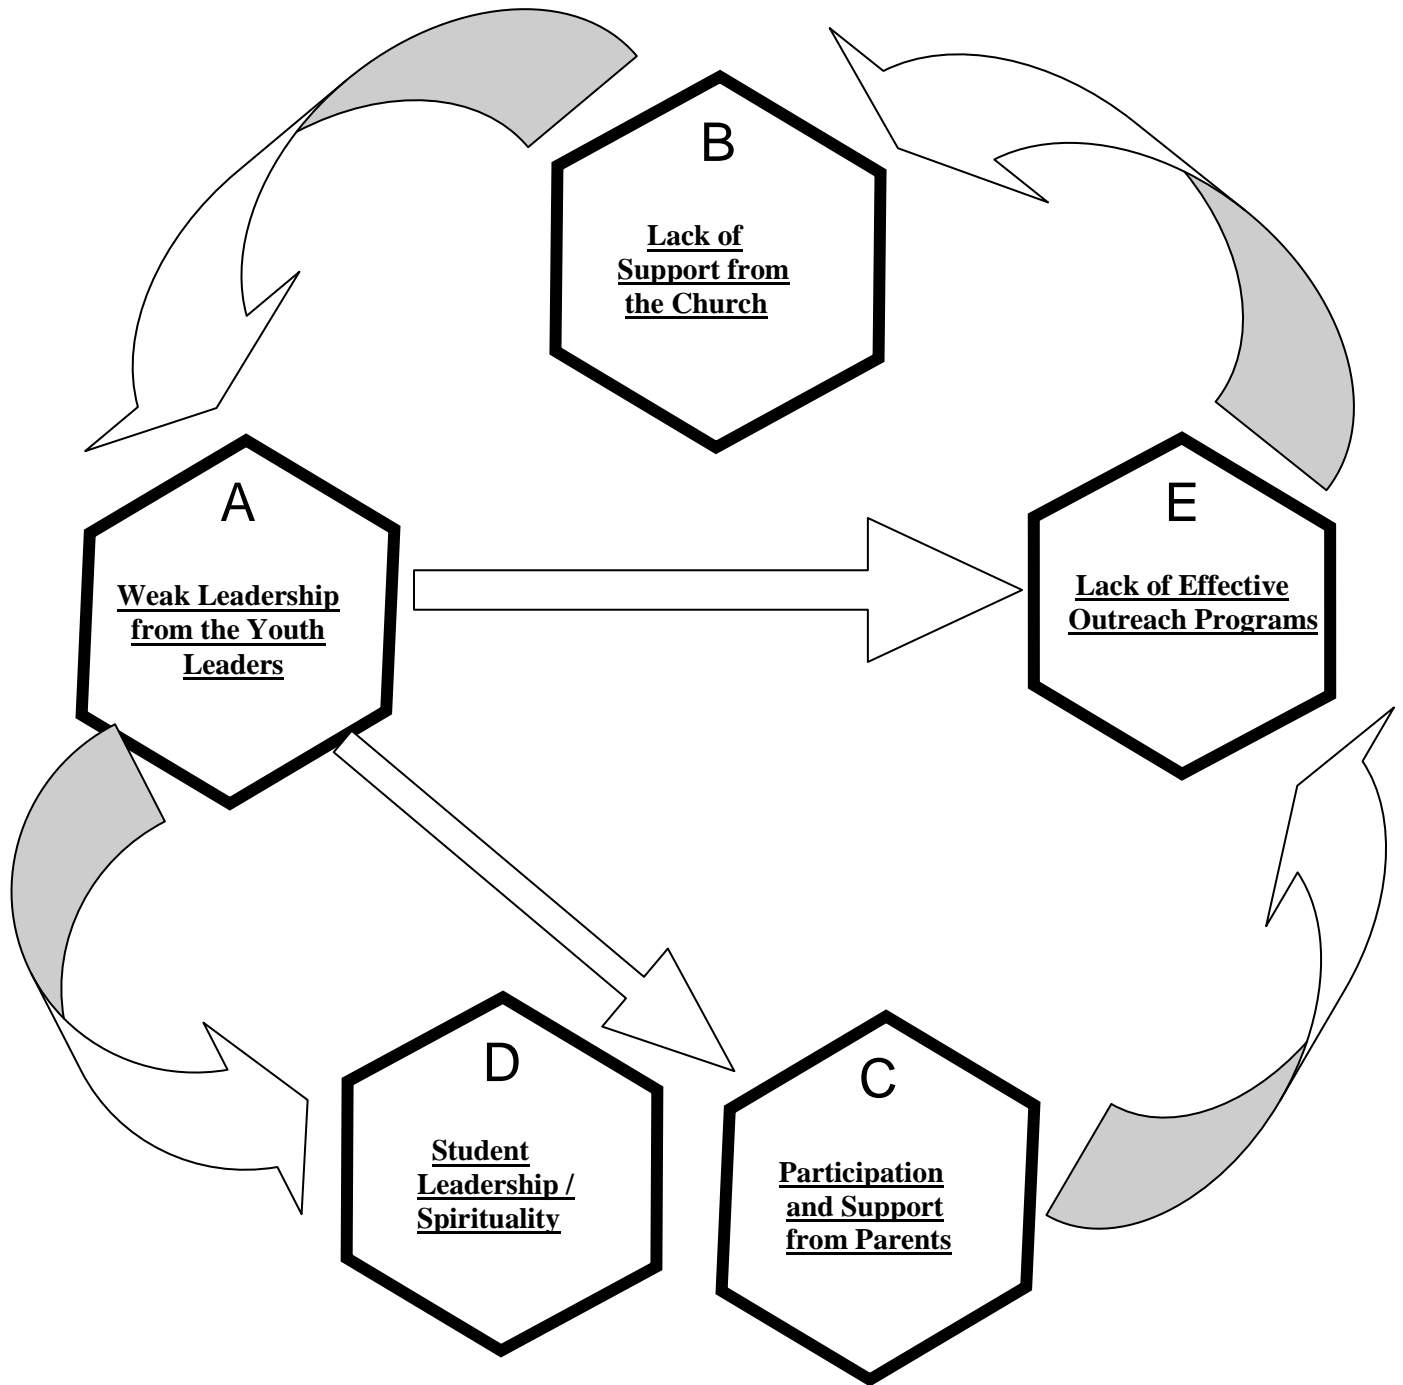 B
Lack of
Support from
the Church
A
Weak Leadership
from the Youth
Leaders
E
Lack of Effective
Outreach Programs
D
Student
Leadership /
Spirituality
C
Participation
and Support
from Parents